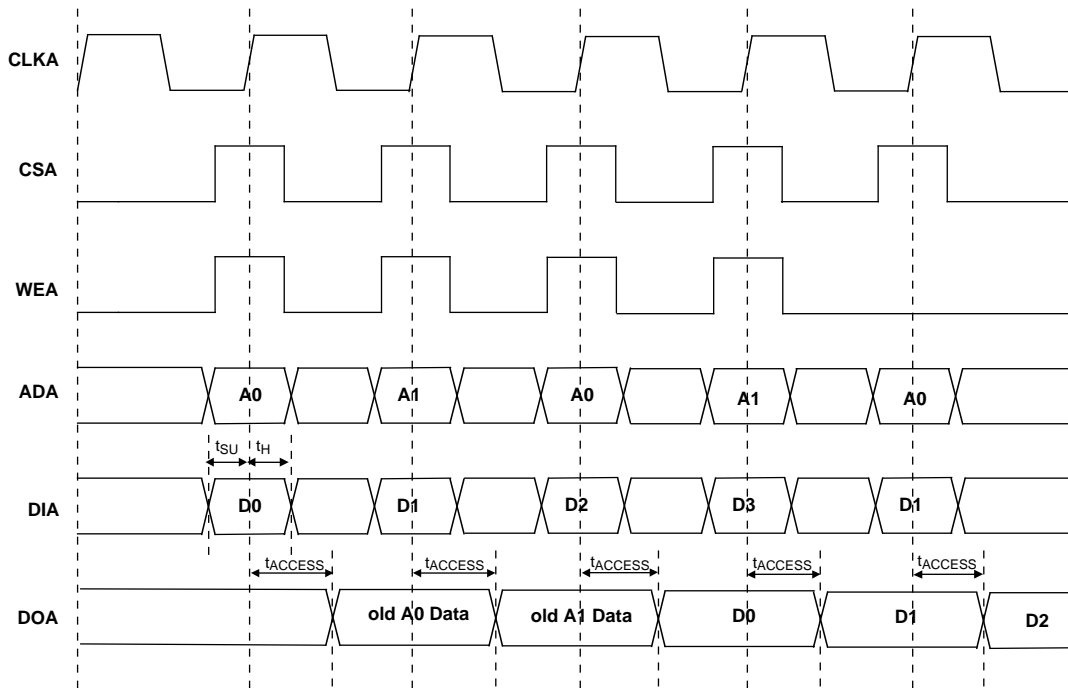 CLKA
CSA
WEA
ADA A0 A1 A0 A1 A0
tSU tH
DIA D0 D1 D2 D3 D1
tACCESS tACCESS tACCESS tACCESS tACCESS
DOA old A0 Data old A1 Data D0 D1 D2